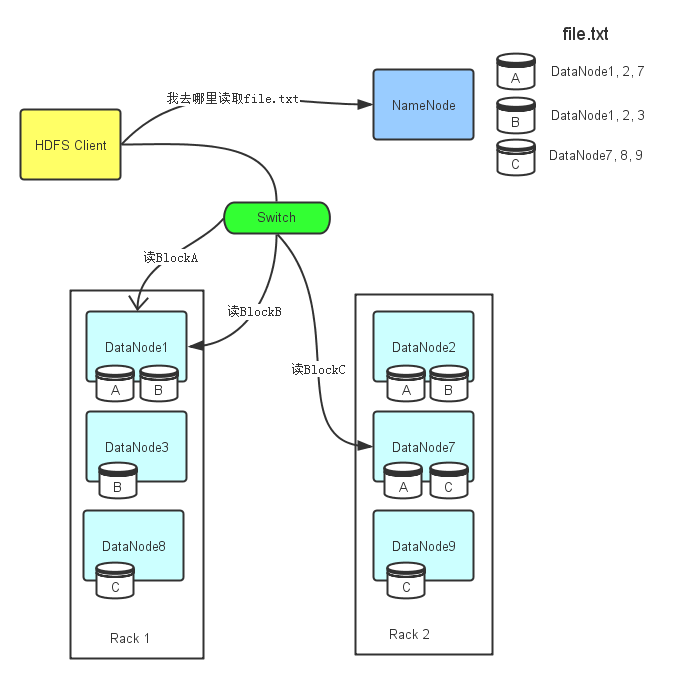 file.txt
A
DataNode1, 2, 7
B
DataNode1, 2, 3
C
DataNode7, 8, 9
我去哪里读取file.txt
NameNode
HDFS Client
Switch
读BlockA
读BlockB
读BlockC
DataNode1
A
B
DataNode3
B
DataNode8
C
Rack 1
DataNode2
A
B
DataNode7
A
C
DataNode9
C
Rack 2